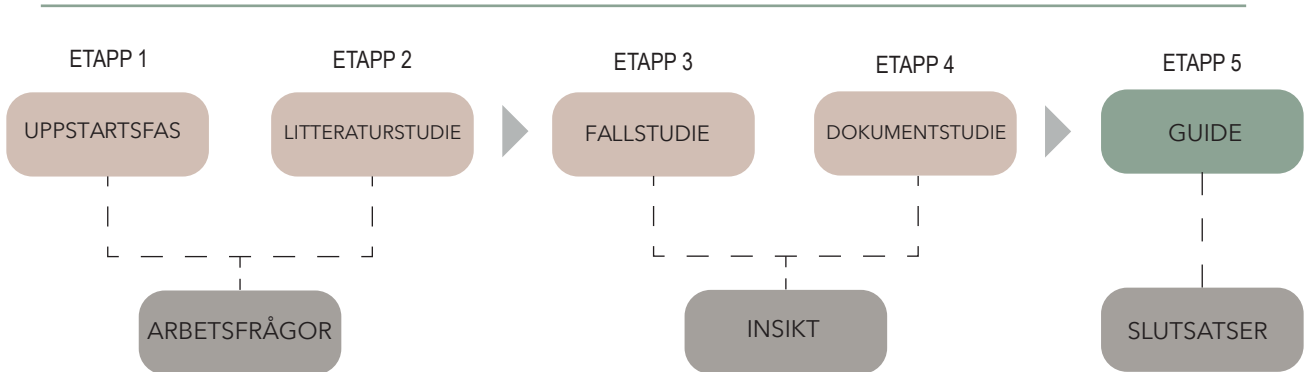 ETAPP 1
ETAPP 2
ETAPP 3
ETAPP 4
ETAPP 5
UPPSTARTSFAS
LITTERATURSTUDIE
FALLSTUDIE
DOKUMENTSTUDIE
GUIDE
ARBETSFRÅGOR
INSIKT
SLUTSATSER